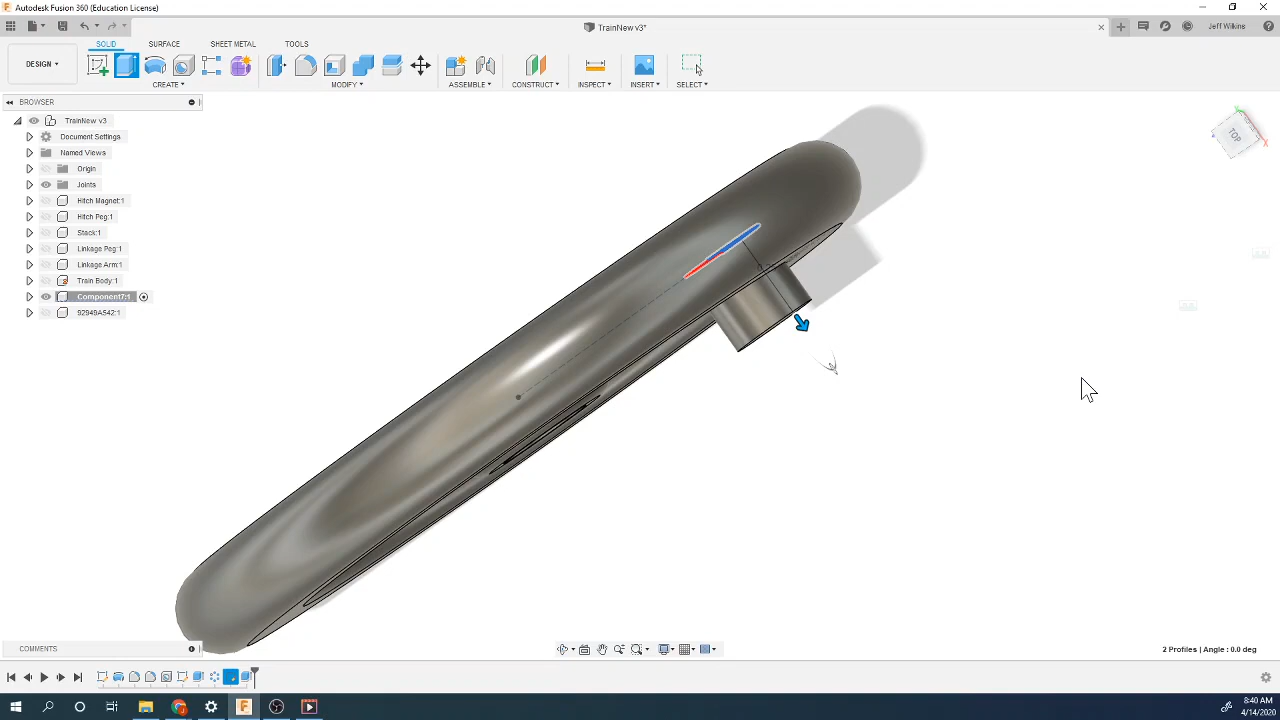 Autodesk Fusion 360 (Education License)
TrainNew v3*
Jeff Wilkins
SOLID SURFACE SHEET METAL TOOLS
DESIGN
CREATE MODIFY ASSEMBLE CONSTRUCT INSPECT INSERT SELECT
BROWSER
TrainNew v3
Document Settings
Named Views
Origin
Joints
Hitch Magnet:1
Hitch Peg:1
Stack:1
Linkage Peg:1
Linkage Arm:1
Train Body:1
Component7:1
92949A542:1
TOP
COMMENTS
2 Profiles | Angle : 0.0 deg
8:40 AM
4/14/2020